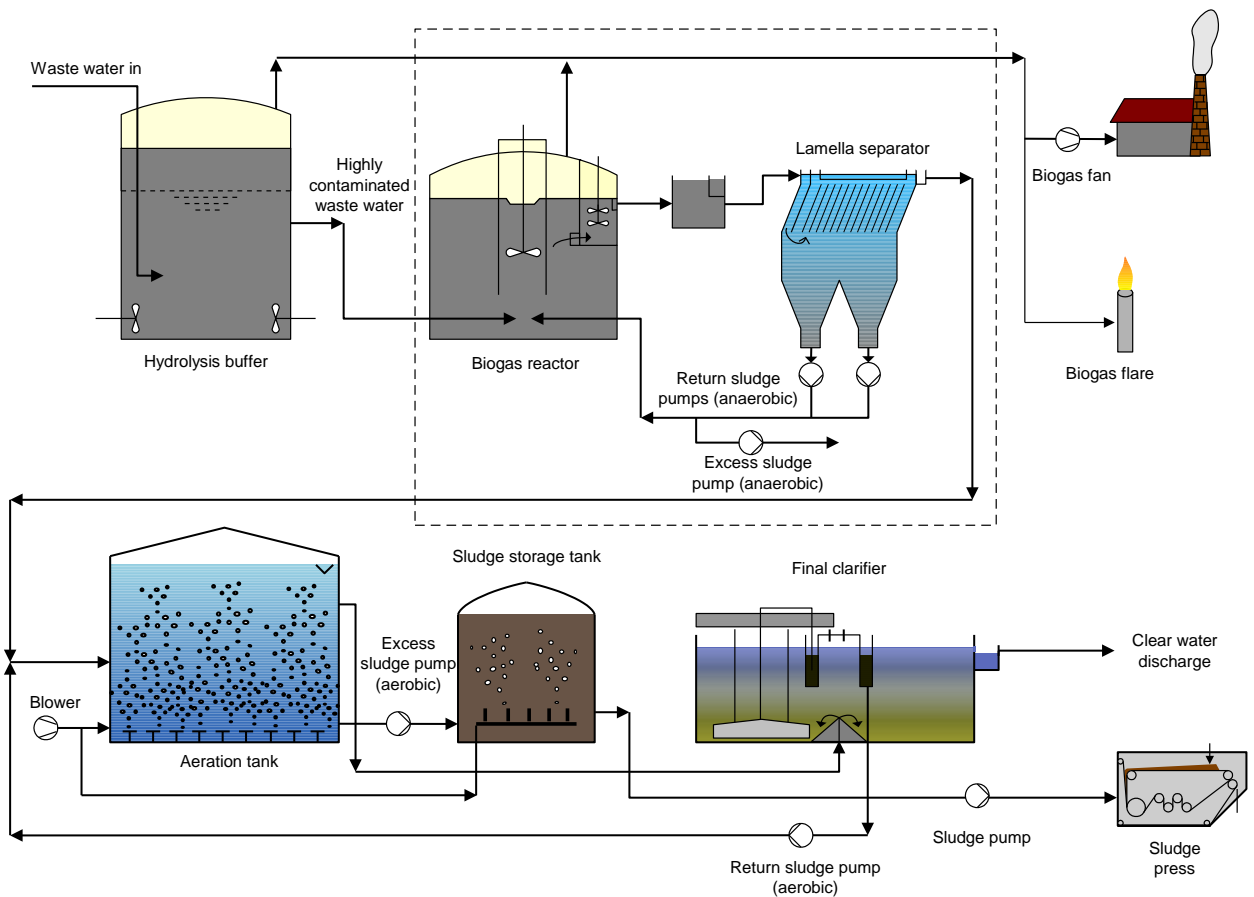 Waste water in
Highly
contaminated
waste water
Lamella separator
Biogas fan
Hydrolysis buffer
Biogas reactor
Return sludge
pumps (anaerobic)
Biogas flare
Excess sludge
pump (anaerobic)
Sludge storage tank
Final clarifier
Excess
sludge pump
(aerobic)
Clear water
discharge
Blower
Aeration tank
Sludge pump
Sludge
press
Return sludge pump
(aerobic)